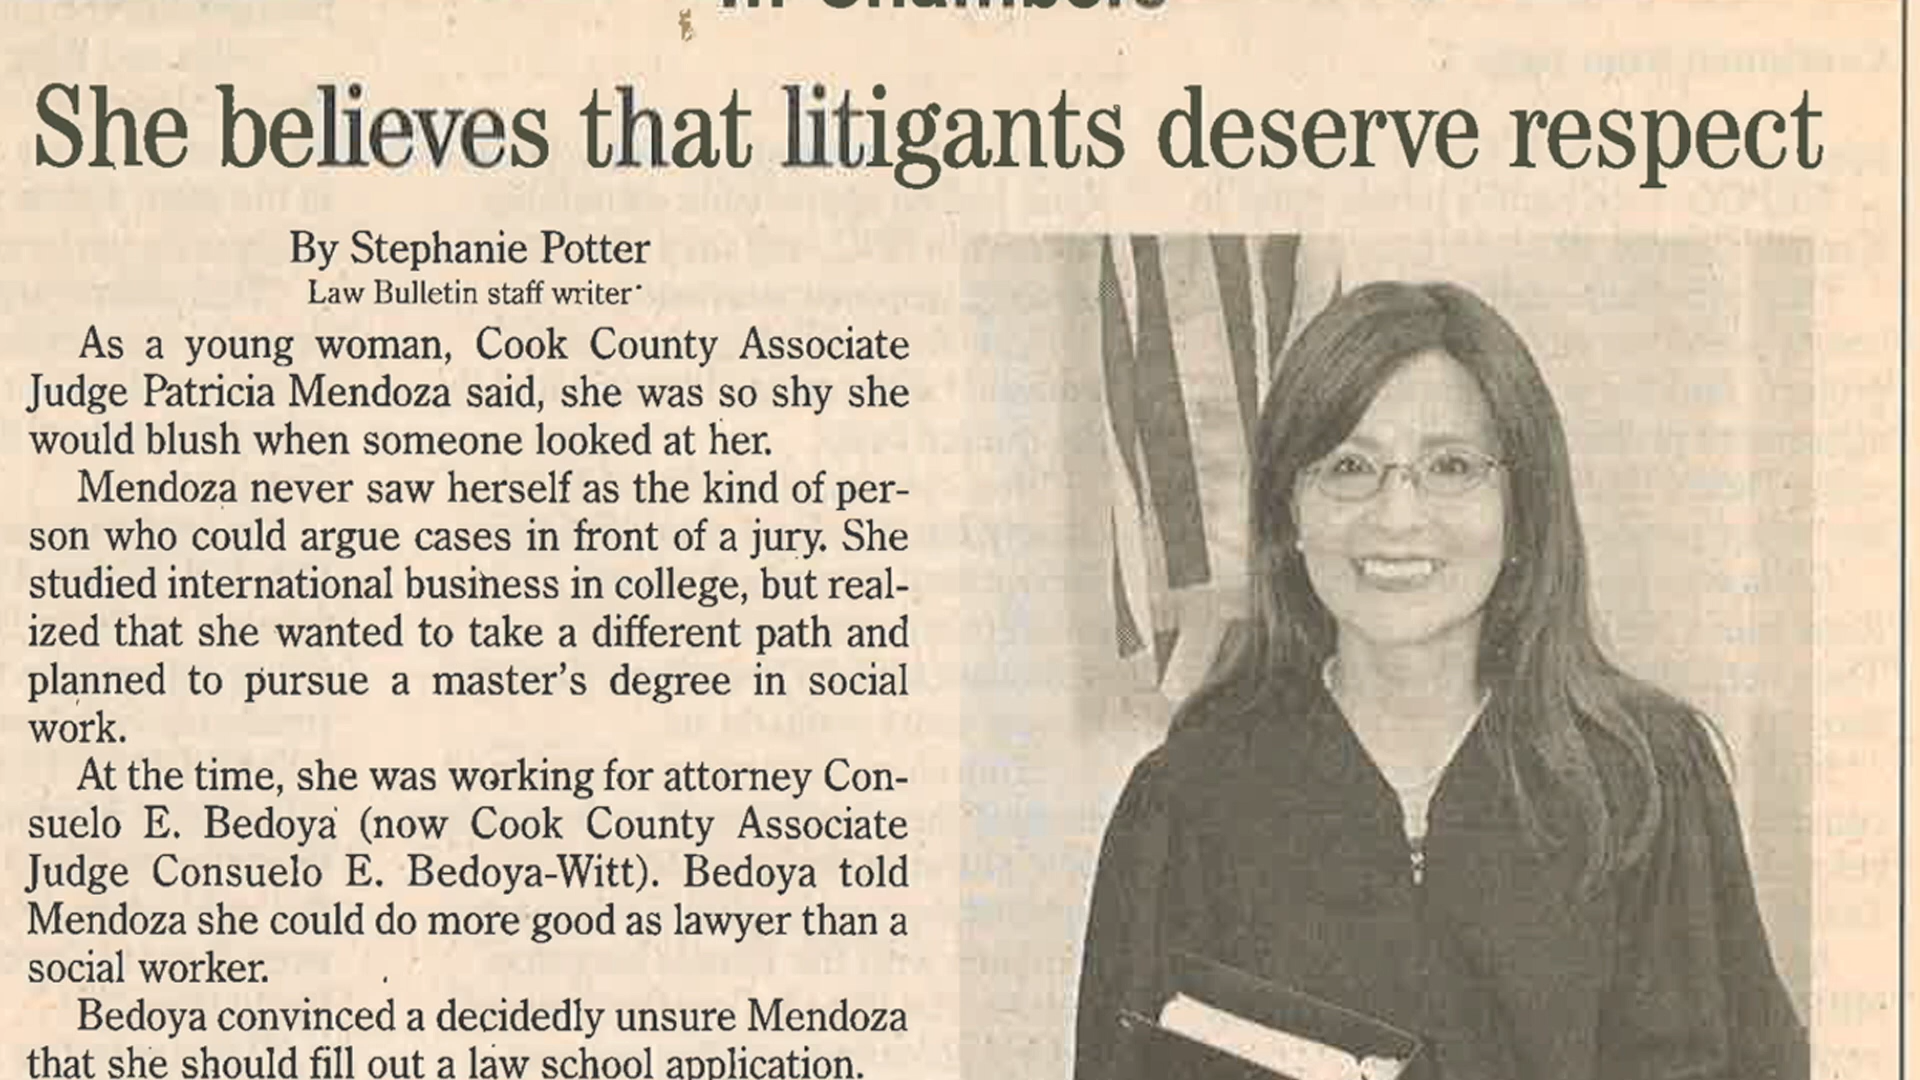 In Chambers
She believes that litigants deserve respect
By Stephanie Potter
Law Bulletin staff writer
As a young woman, Cook County Associate
Judge Patricia Mendoza said, she was so shy she
would blush when someone looked at her.
Mendoza never saw herself as the kind of per-
son who could argue cases in front of a jury. She
studied international business in college, but real-
ized that she wanted to take a different path and
planned to pursue a master's degree in social
work.
At the time, she was working for attorney Con-
suelo E. Bedoya (now Cook County Associate
Judge Consuelo E. Bedoya-Witt). Bedoya told
Mendoza she could do more good as lawyer than a
social worker.
Bedoya convinced a decidedly unsure Mendoza
that she should fill out a law school application.